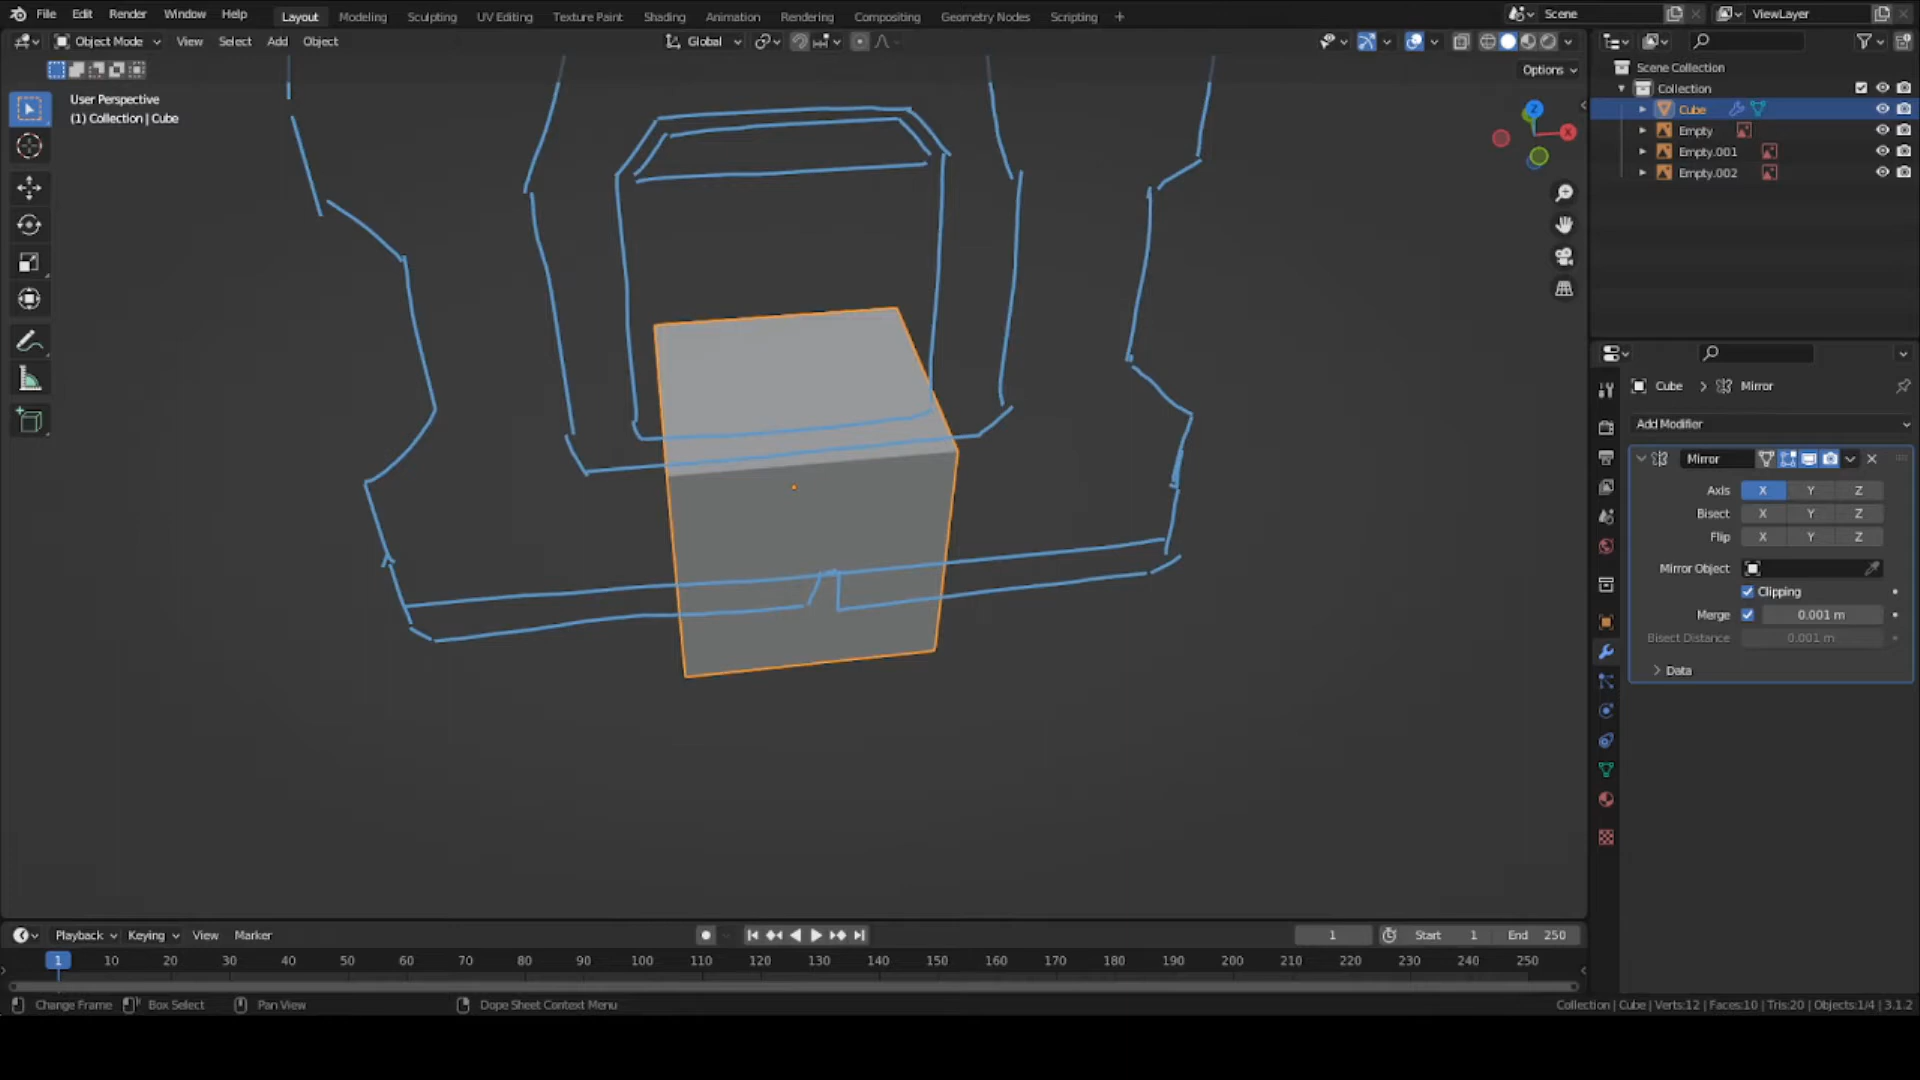 File Edit Render Window Help Layout Modeling Sculpting UV Editing Texture Paint Shading Animation Rendering Compositing Geometry Nodes Scripting + Scene ViewLayer
Object Mode View Select Add Object Global
Options
User Perspective
(1) Collection | Cube
Z
X
Scene Collection
Collection
Cube
Empty
Empty.001
Empty.002
Cube Mirror
Add Modifier
Mirror
Axis X Y Z
Bisect X Y Z
Flip X Y Z
Mirror Object
Clipping
Merge 0.001 m
Bisect Distance 0.001 m
Data
Playback Keying View Marker 1 Start 1 End 250
1 10 20 30 40 50 60 70 80 90 100 110 120 130 140 150 160 170 180 190 200 210 220 230 240 250
Change Frame Box Select Pan View Dope Sheet Context Menu Collection | Cube | Verts:12 | Faces:10 | Tris:20 | Objects:1/4 | 3.1.2